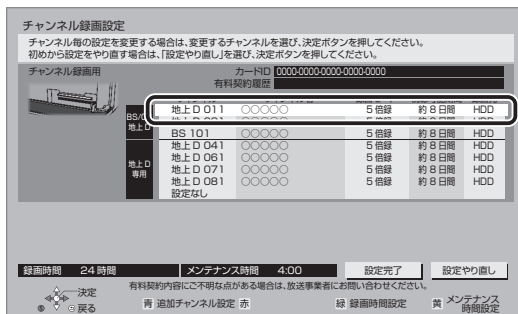 チャンネル録画設定
チャンネル毎の設定を変更する場合は、変更するチャンネルを選び、決定ボタンを押してください。
初めから設定をやり直す場合は、「設定やり直し」を選び、決定ボタンを押してください。
チャンネル録画用 カードID 0000-0000-0000-0000-0000
有料契約履歴
地上D 011 ○○○○○ 5倍録 約8日間 HDD
地上D
BS 101 5倍録 約8日間 HDD
地上D 041 ○○○○○ 5倍録 約8日間 HDD
地上D 061 ○○○○○ 5倍録 約8日間 HDD
地上D
専用
地上D 071 ○○○○○ 5倍録 約8日間 HDD
地上D 081 ○○○○○ 5倍録 約8日間 HDD
設定なし
録画時間 24時間 メンテナンス時間 4:00 設定完了 設定やり直し
有料契約内容にご不明な点がある場合は、放送事業者にお問い合わせください。
決定
戻る
青 追加チャンネル設定 赤 緑 録画時間設定 黄 メンテナンス時間設定